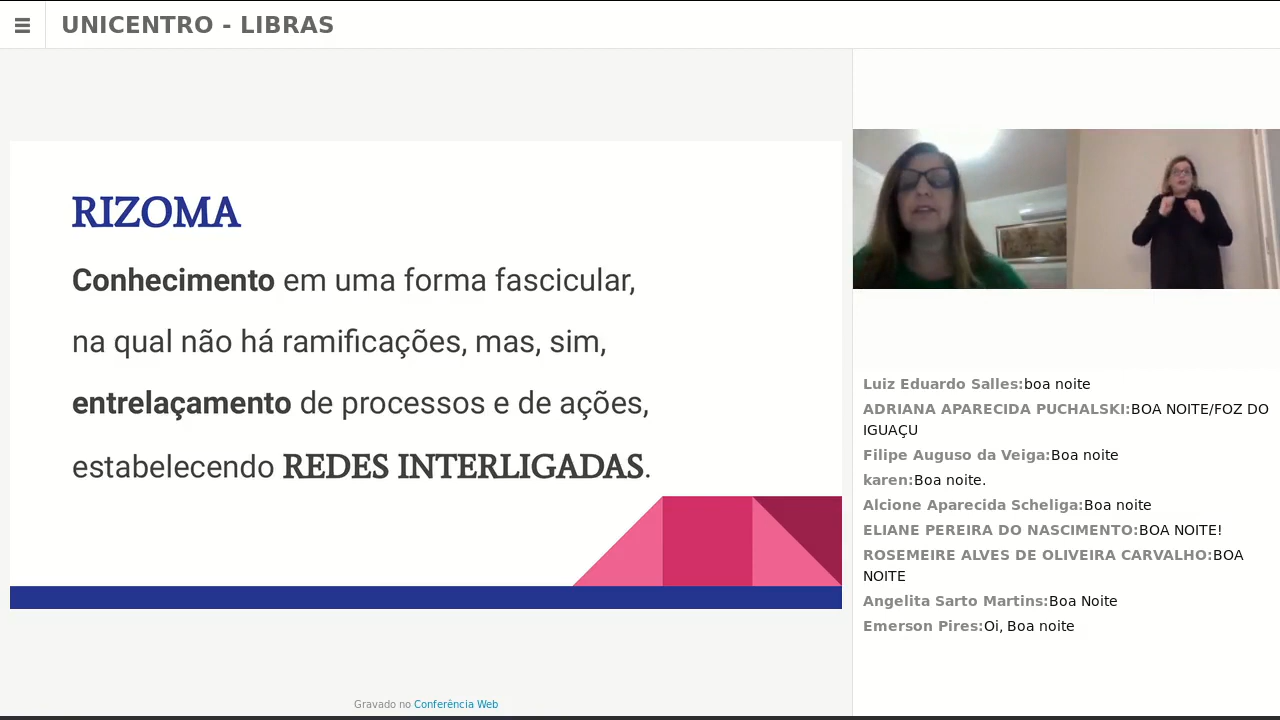 UNICENTRO - LIBRAS
RIZOMA
Conhecimento em uma forma fascicular,
na qual não há ramificações, mas, sim,
entrelaçamento de processos e de ações,
estabelecendo REDES INTERLIGADAS.
Luiz Eduardo Salles:boa noite
ADRIANA APARECIDA PUCHALSKI:BOA NOITE/FOZ DO
IGUAÇU
Filipe Auguso da Veiga:Boa noite
karen:Boa noite.
Alcione Aparecida Scheliga:Boa noite
ELIANE PEREIRA DO NASCIMENTO:BOA NOITE!
ROSEMEIRE ALVES DE OLIVEIRA CARVALHO:BOA
NOITE
Angelita Sarto Martins:Boa Noite
Emerson Pires:Oi, Boa noite
Gravado no Conferência Web